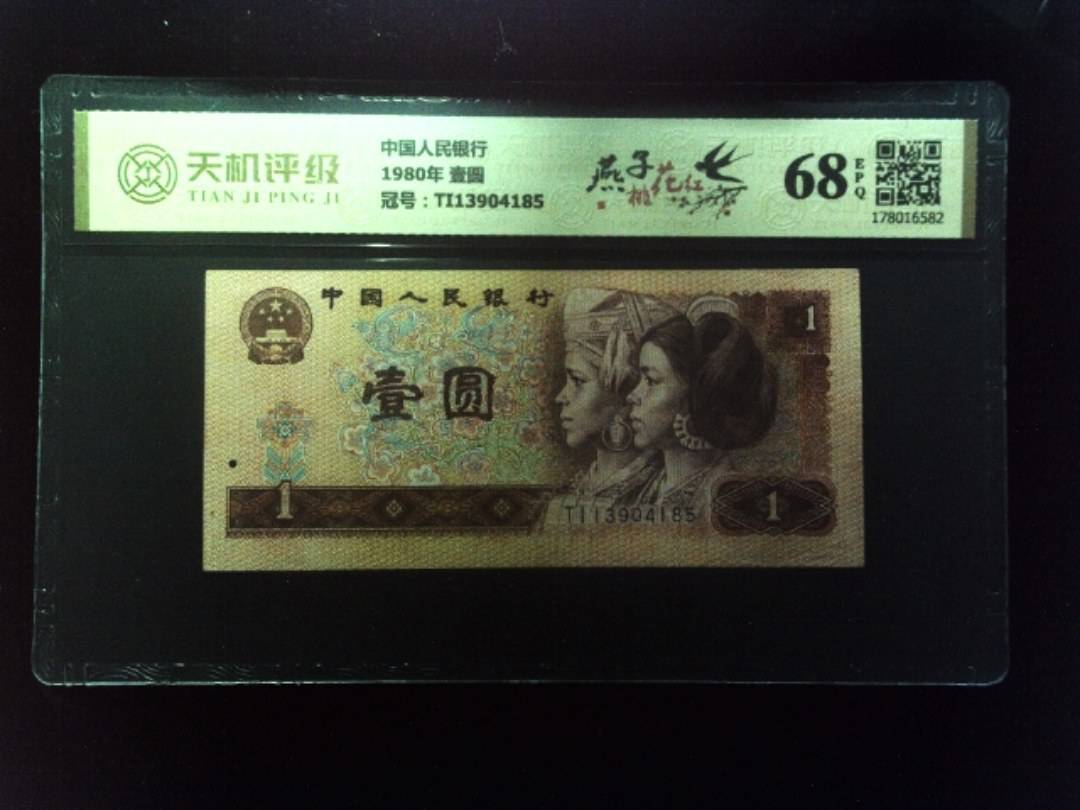 天机评级
TIAN JI PING JI
中国人民银行
1980年 壹圆
冠号：TI13904185
燕子
桃花红
68
EPQ
178016582
中国人民銀行
1
壹圆
1
TI13904185
1